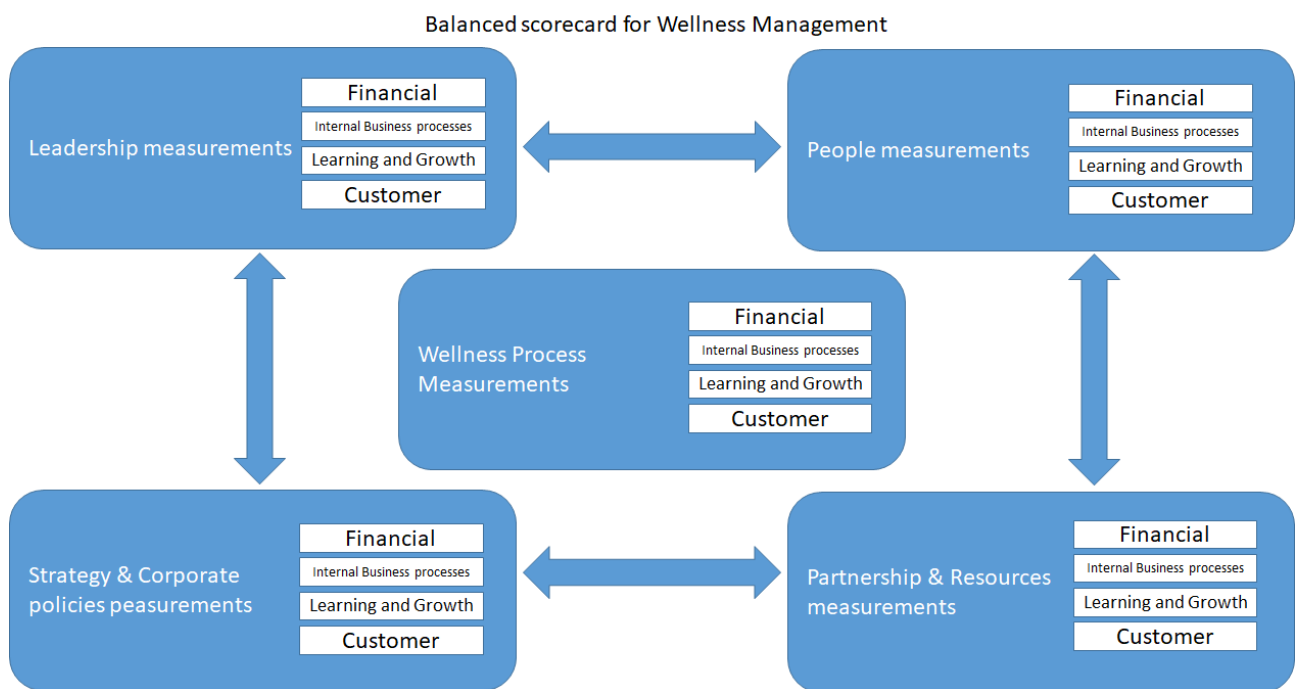 Balanced scorecard for Wellness Management
Leadership measurements
Financial
Internal Business processes
Learning and Growth
Customer
People measurements
Financial
Internal Business processes
Learning and Growth
Customer
Wellness Process
Measurements
Financial
Internal Business processes
Learning and Growth
Customer
Strategy & Corporate
policies peasurements
Financial
Internal Business processes
Learning and Growth
Customer
Partnership & Resources
measurements
Financial
Internal Business processes
Learning and Growth
Customer